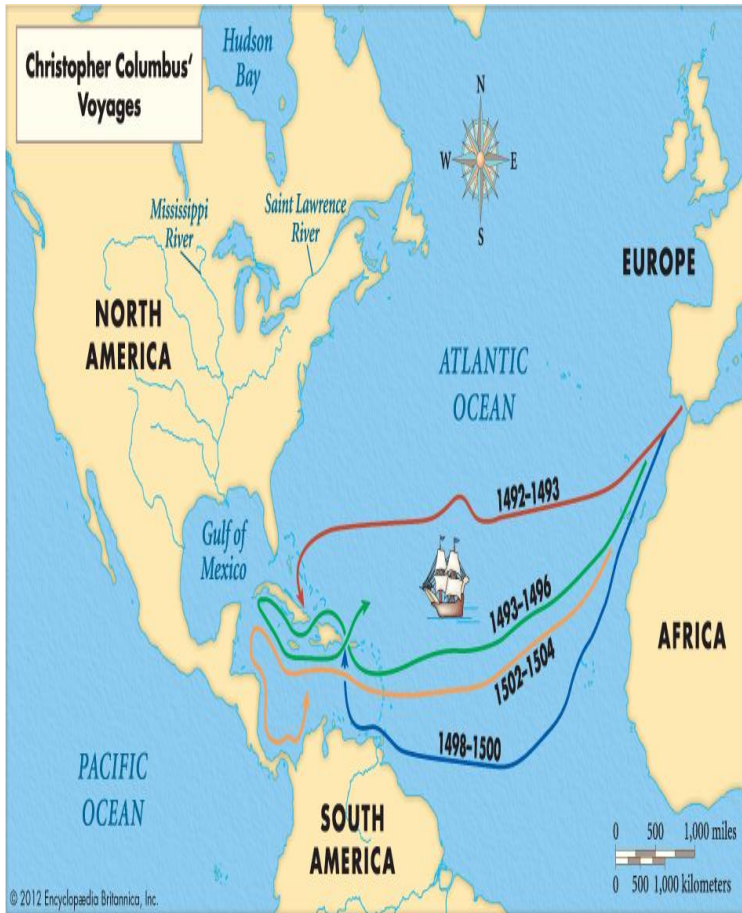 Christopher Columbus'
Voyages
Hudson
Bay
N
W
E
S
Mississippi
River
Saint Lawrence
River
EUROPE
NORTH
AMERICA
ATLANTIC
OCEAN
1492–1493
Gulf of
Mexico
1493–1496
AFRICA
1502–1504
1498–1500
PACIFIC
OCEAN
SOUTH
AMERICA
0 500 1,000 miles
0 500 1,000 kilometers
© 2012 Encyclopædia Britannica, Inc.